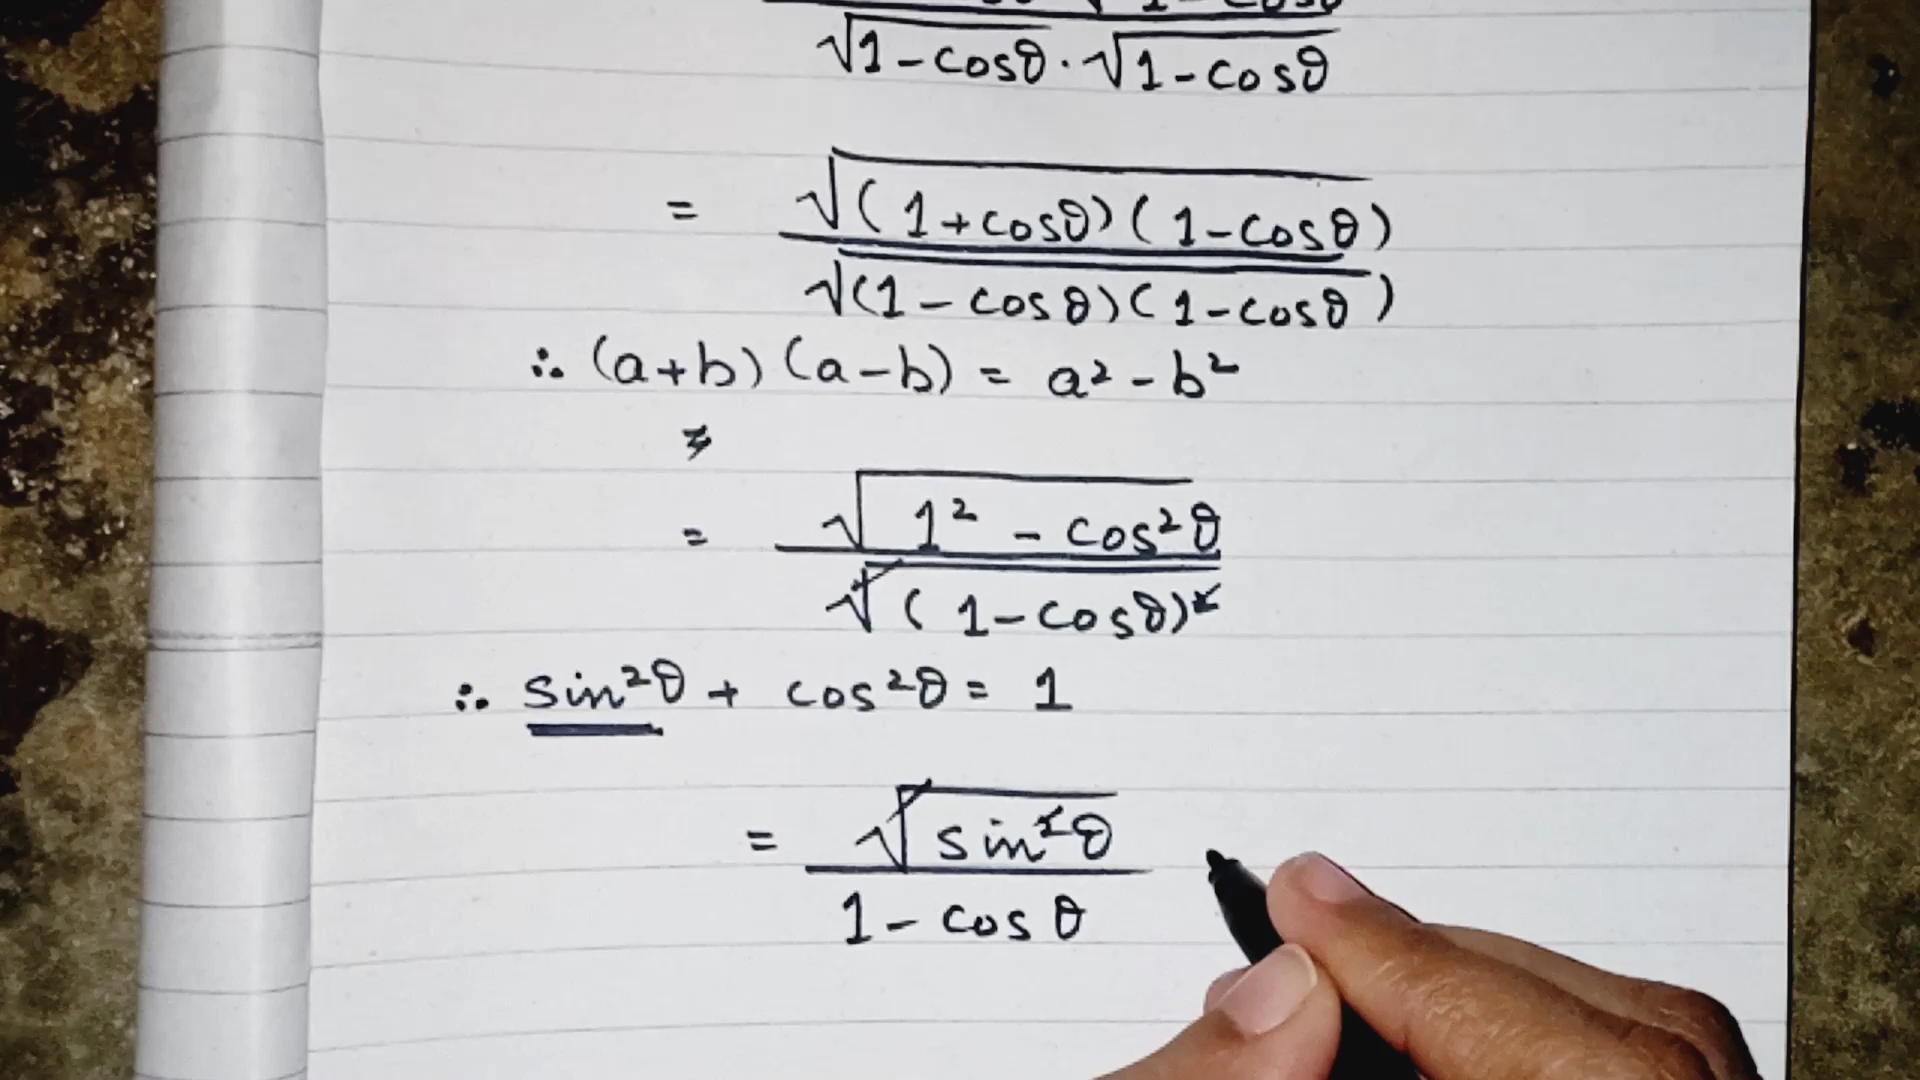 √1-cosθ · √1-cosθ
= √(1+cosθ)(1-cosθ)
√(1-cosθ)(1-cosθ)
∴ (a+b)(a-b) = a² - b²
= √1² - cos²θ
√(1-cosθ)²
∴ sin²θ + cos²θ = 1
= √sin²θ
1 - cosθ